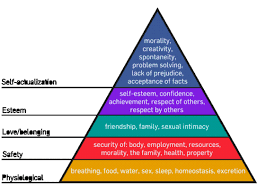 morality,
creativity,
spontaneity,
problem solving,
lack of prejudice,
acceptance of facts
Self-actualization
self-esteem, confidence,
achievement, respect of others,
respect by others
Esteem
friendship, family, sexual intimacy
Love/belonging
security of: body, employment, resources,
morality, the family, health, property
Safety
breathing, food, water, sex, sleep, homeostasis, excretion
Physiological